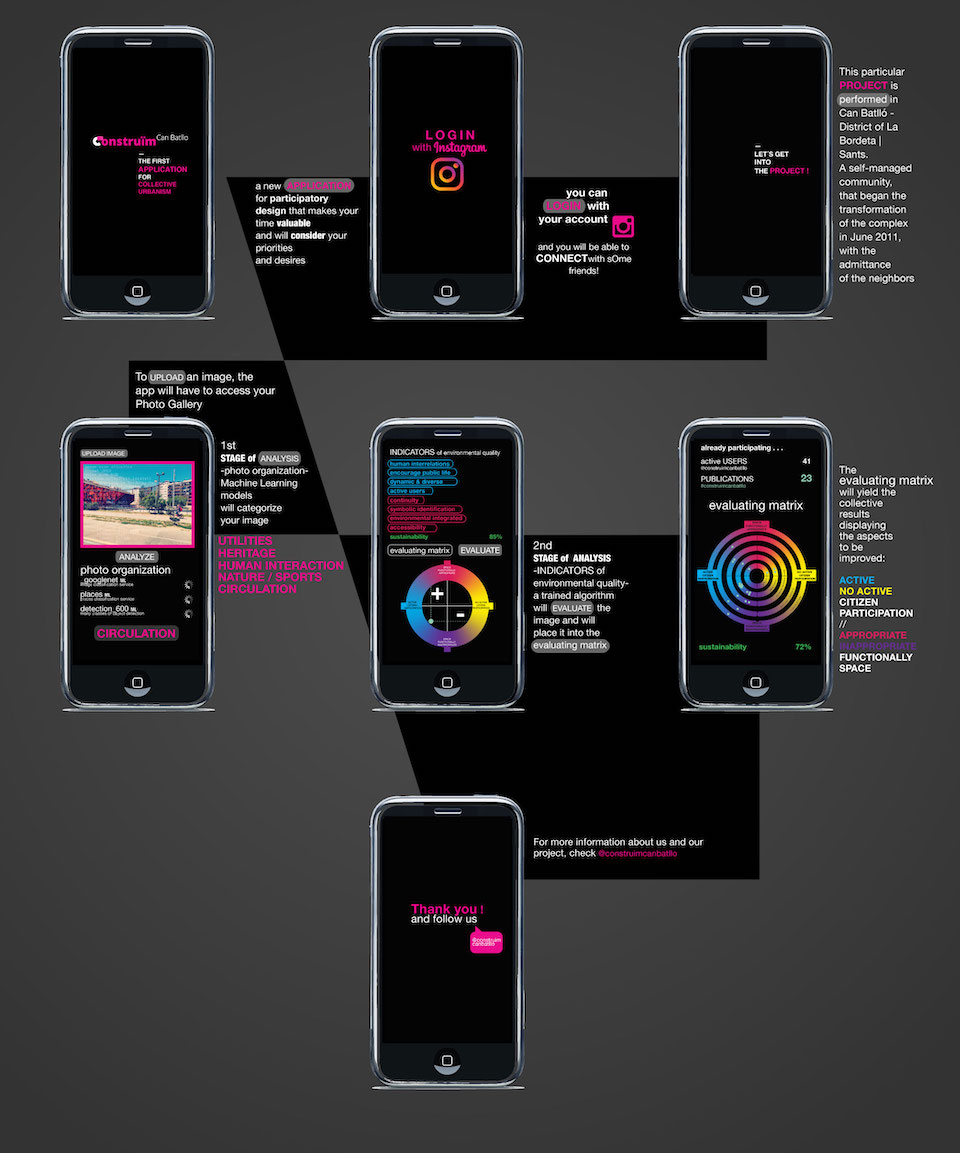 Construïm Can Batllo
THE FIRST
APPLICATION
FOR
COLLECTIVE
URBANISM
a new APPLICATION
for participatory
design that makes your
time valuable
and will consider your
priorities
and desires
LOGIN
with Instagram
you can
LOGIN with
your account
and you will be able to
CONNECTwith sOme
friends!
LET'S GET
INTO
THE PROJECT !
This particular
PROJECT is
performed in
Can Batlló -
District of La
Bordeta |
Sants.
A self-managed
community,
that began the
transformation
of the complex
in June 2011,
with the
admittance
of the neighbors
To UPLOAD an image, the
app will have to access your
Photo Gallery
UPLOAD IMAGE
ANALYZE
photo organization
googlenet ML
image classification service
places ML
places classification service
detection_600 ML
CIRCULATION
1st
STAGE of ANALYSIS
-photo organization-
Machine Learning
models
will categorize
your image
UTILITIES
HERITAGE
HUMAN INTERACTION
NATURE / SPORTS
CIRCULATION
INDICATORS of environmental quality
human interrelations
encourage public life
dynamic & diverse
active users
continuity
symbolic identification
environmental integrated
accessibility
sustainability 85%
evaluating matrix EVALUATE
+
-
2nd
STAGE of ANALYSIS
-INDICATORS of
environmental quality-
a trained algorithm
will EVALUATE the
image and will
place it into the
evaluating matrix
already participating . . .
active USERS 41
@construimcanbatllo
PUBLICATIONS 23
#construimcanbatllo
evaluating matrix
sustainability 72%
The
evaluating matrix
will yield the
collective
results
displaying
the aspects
to be
improved:
ACTIVE
NO ACTIVE
CITIZEN
PARTICIPATION
//
APPROPRIATE
INAPPROPRIATE
FUNCTIONALLY
SPACE
For more information about us and our
project, check @construimcanbatllo
Thank you !
and follow us
@construim
canbatllo